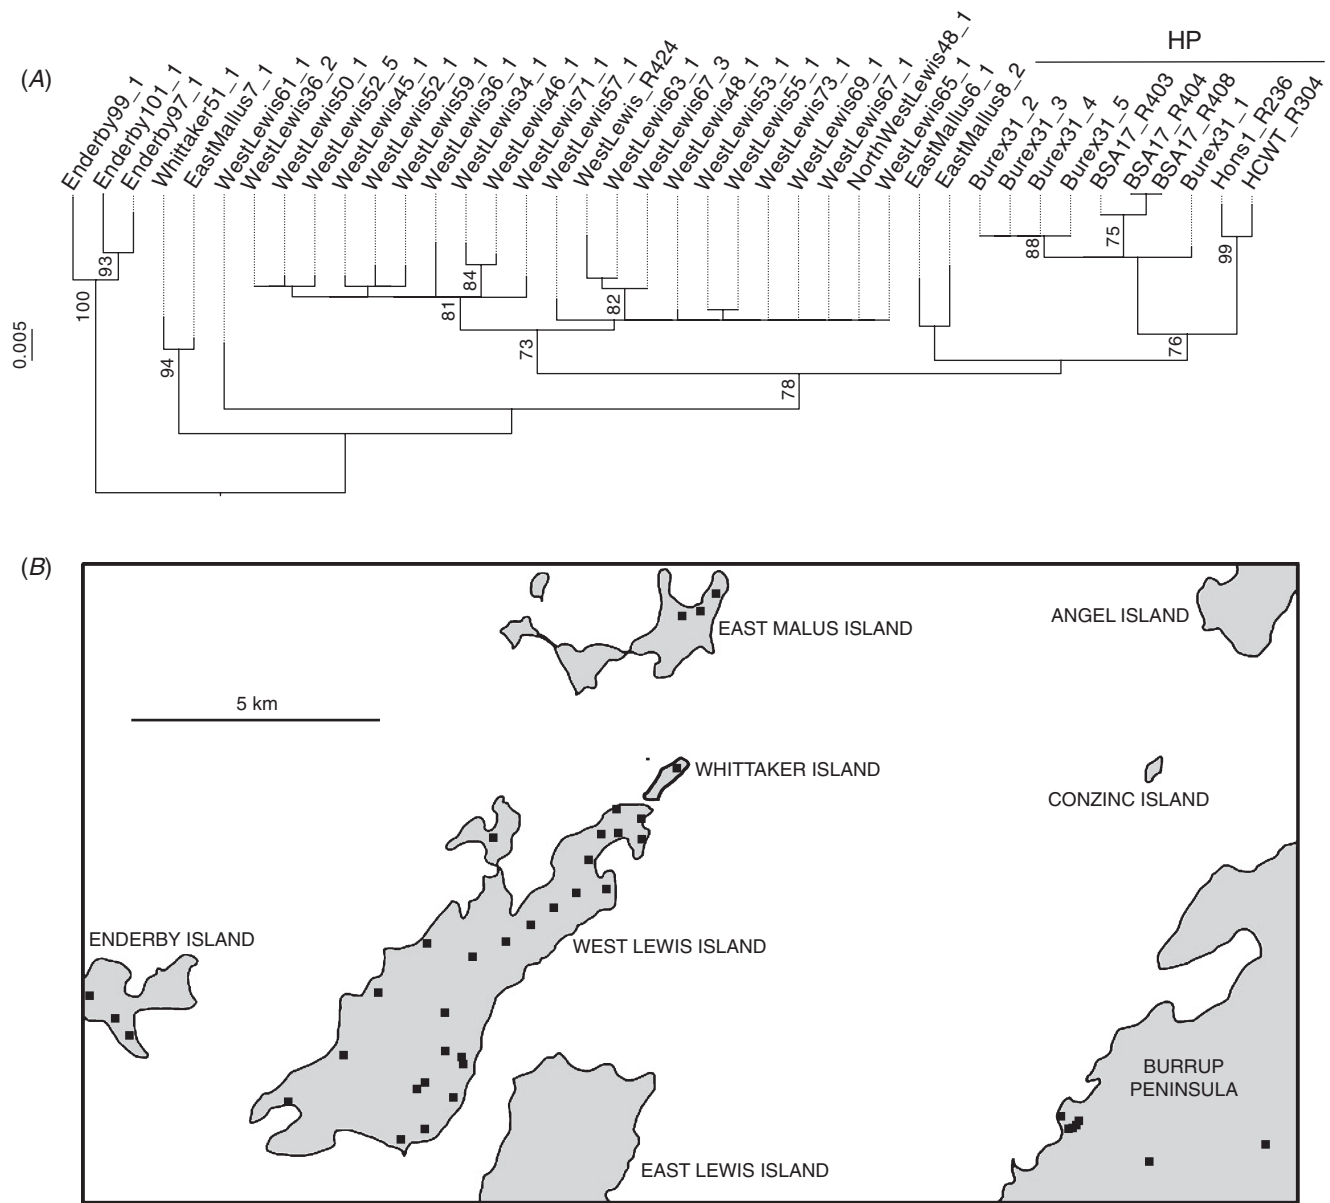 (A)
HP
Enderby99_1
Enderby101_1
Enderby97_1
Whittaker51_1
EastMallus7_1
WestLewis61_1
WestLewis36_2
WestLewis50_1
WestLewis52_5
WestLewis45_1
WestLewis52_1
WestLewis59_1
WestLewis36_1
WestLewis34_1
WestLewis46_1
WestLewis71_1
WestLewis57_1
WestLewis_R424
WestLewis63_1
WestLewis67_3
WestLewis48_1
WestLewis53_1
WestLewis55_1
WestLewis73_1
WestLewis69_1
WestLewis67_1
NorthWestLewis48_1
WestLewis65_1
EastMallus6_1
EastMallus8_2
Burex31_2
Burex31_3
Burex31_4
Burex31_5
BSA17_R403
BSA17_R404
BSA17_R408
Burex31_1
Hons1_R236
HCWT_R304
93
100
94
81
84
73
82
78
88
75
76
99
0.005
(B)
EAST MALUS ISLAND
ANGEL ISLAND
5 km
WHITTAKER ISLAND
CONZINC ISLAND
ENDERBY ISLAND
WEST LEWIS ISLAND
BURRUP
PENINSULA
EAST LEWIS ISLAND